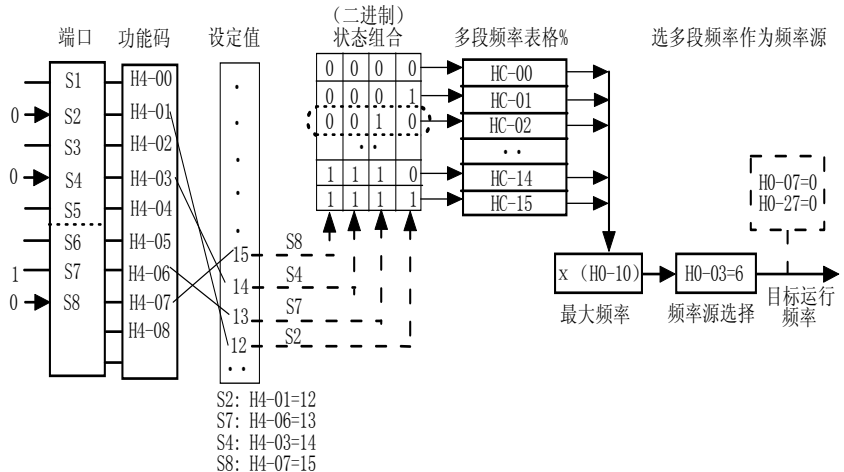 端口
功能码
设定值
（二进制）
状态组合
多段频率表格%
选多段频率作为频率源
S1
0
S2
S3
0
S4
S5
S6
1
S7
0
S8
H4-00
H4-01
H4-02
H4-03
H4-04
H4-05
H4-06
H4-07
H4-08
15
14
13
12
S8
S4
S7
S2
0 0 0 0
0 0 0 1
0 0 1 0
1 1 1 0
1 1 1 1
HC-00
HC-01
HC-02
HC-14
HC-15
x (H0-10)
最大频率
H0-03=6
频率源选择
H0-07=0
H0-27=0
目标运行
频率
S2: H4-01=12
S7: H4-06=13
S4: H4-03=14
S8: H4-07=15